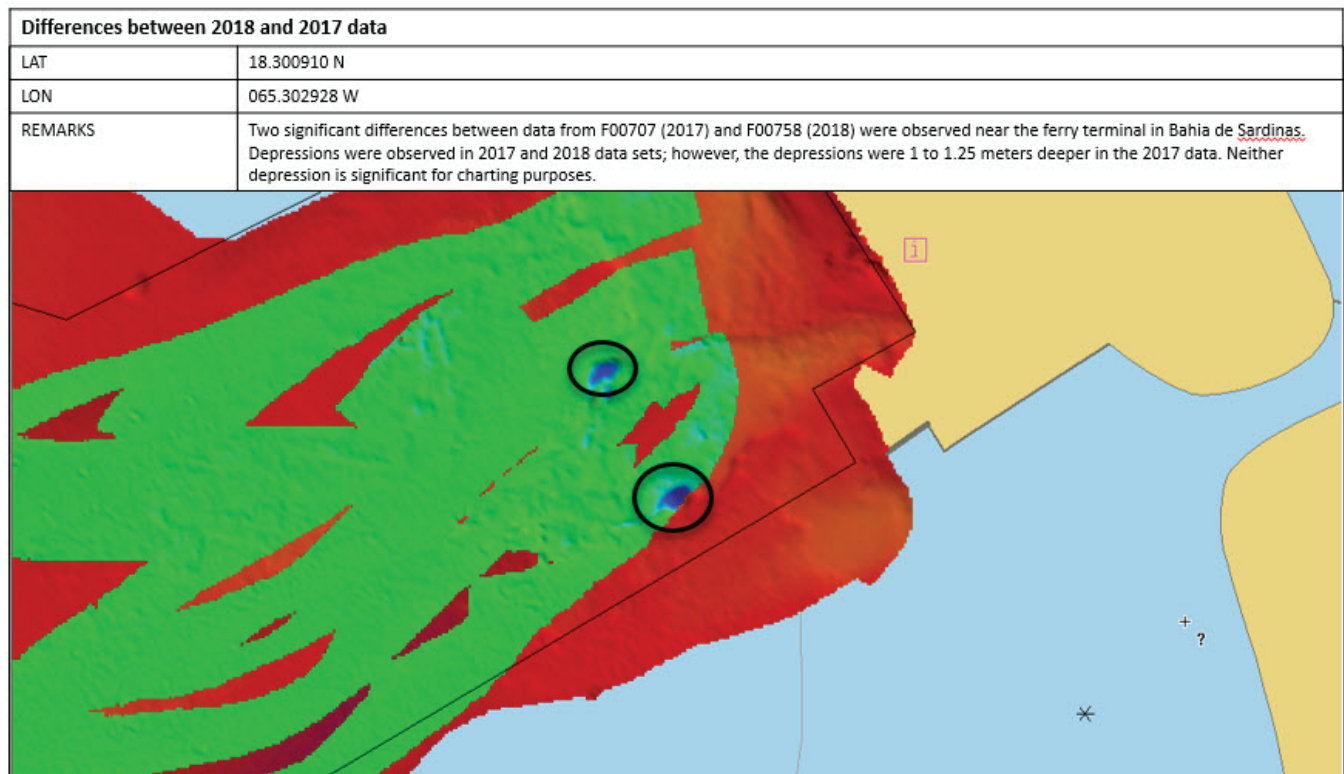 Differences between 2018 and 2017 data
LAT 18.300910 N
LON 065.302928 W
REMARKS Two significant differences between data from F00707 (2017) and F00758 (2018) were observed near the ferry terminal in Bahia de Sardinas.
Depressions were observed in 2017 and 2018 data sets; however, the depressions were 1 to 1.25 meters deeper in the 2017 data. Neither
depression is significant for charting purposes.
i
?